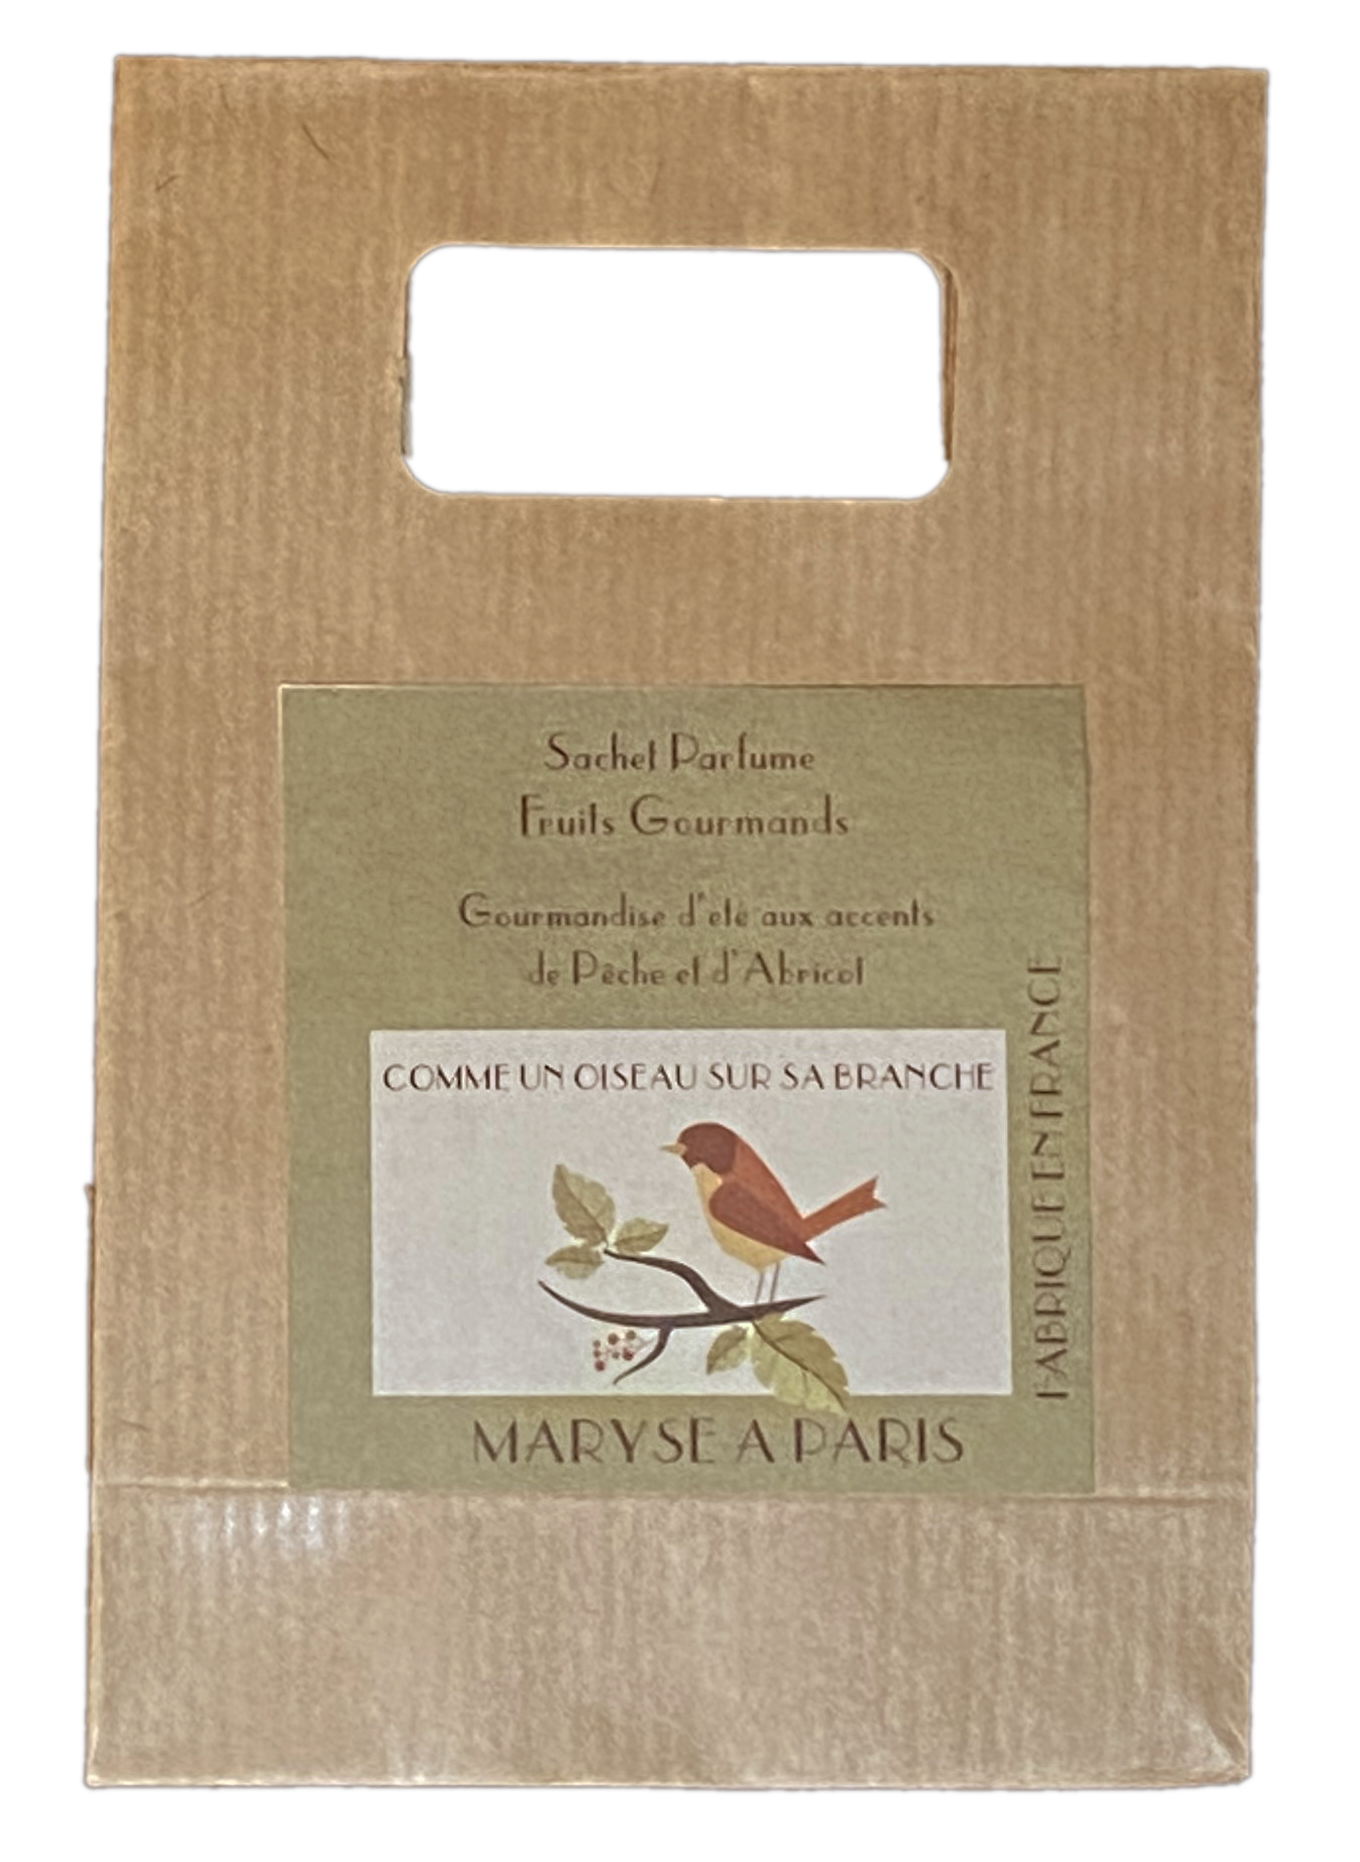 Sachet Parfume
Fruits Gourmands
Gourmandise d'eté aux accents
de Pêche et d'Abricot
COMME UN OISEAU SUR SA BRANCHE
MARYSE A PARIS
FABRIQUE EN FRANCE